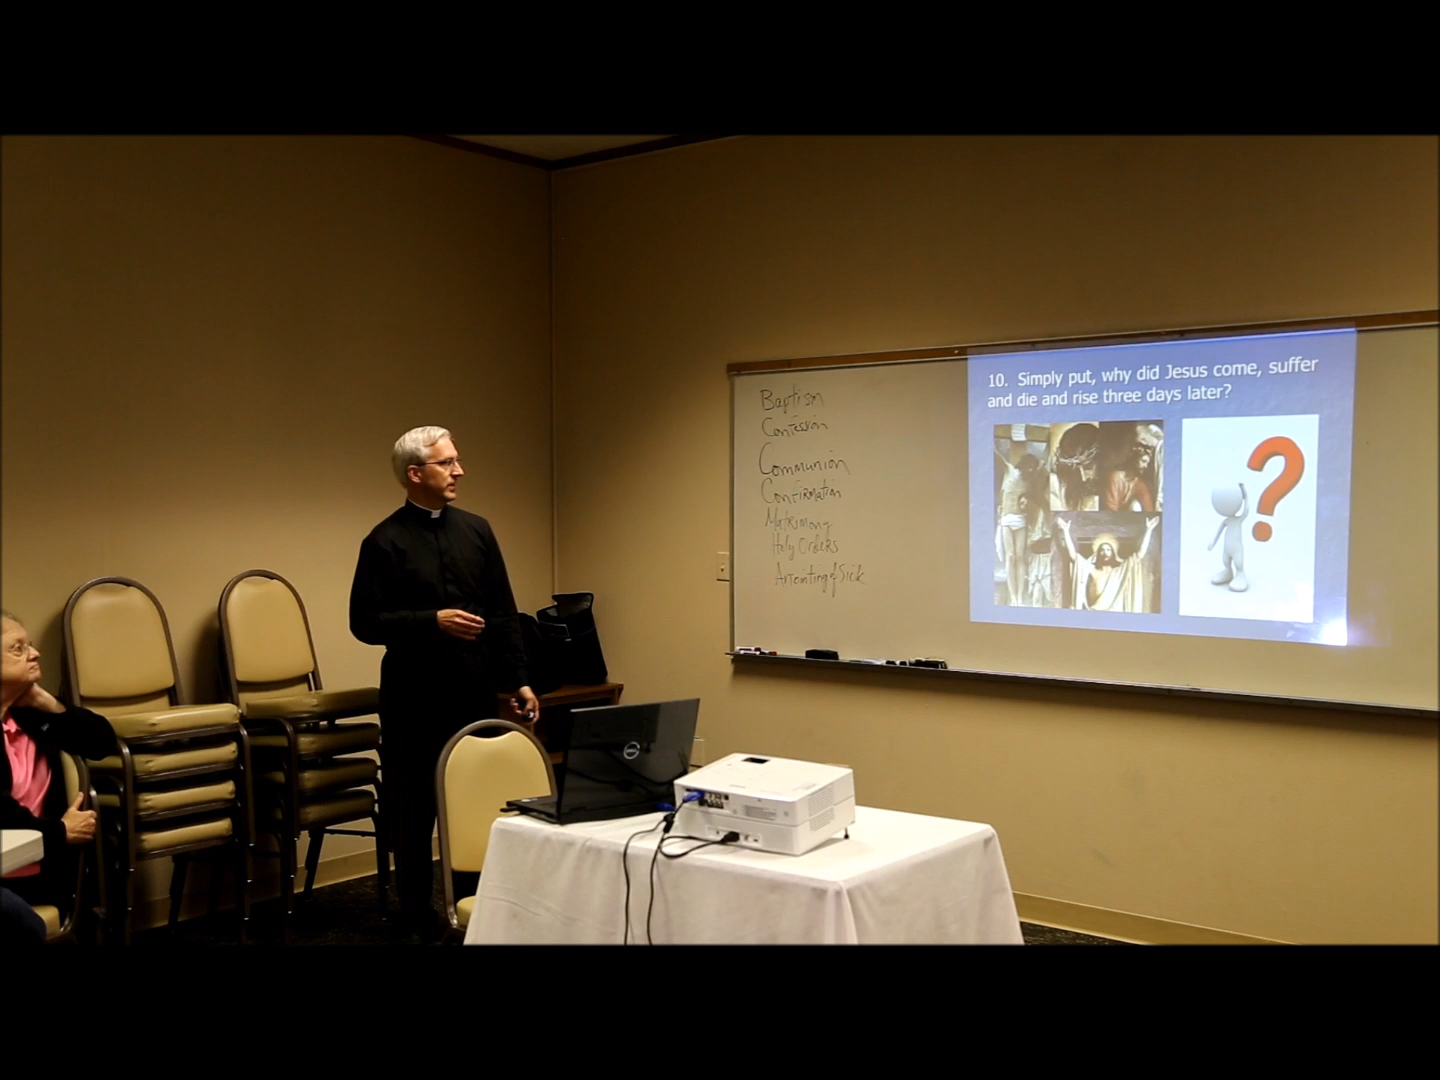 Baptism
Confession
Communion
Confirmation
Matrimony
Holy Orders
Anointing of Sick
10. Simply put, why did Jesus come, suffer
and die and rise three days later?
?
DELL